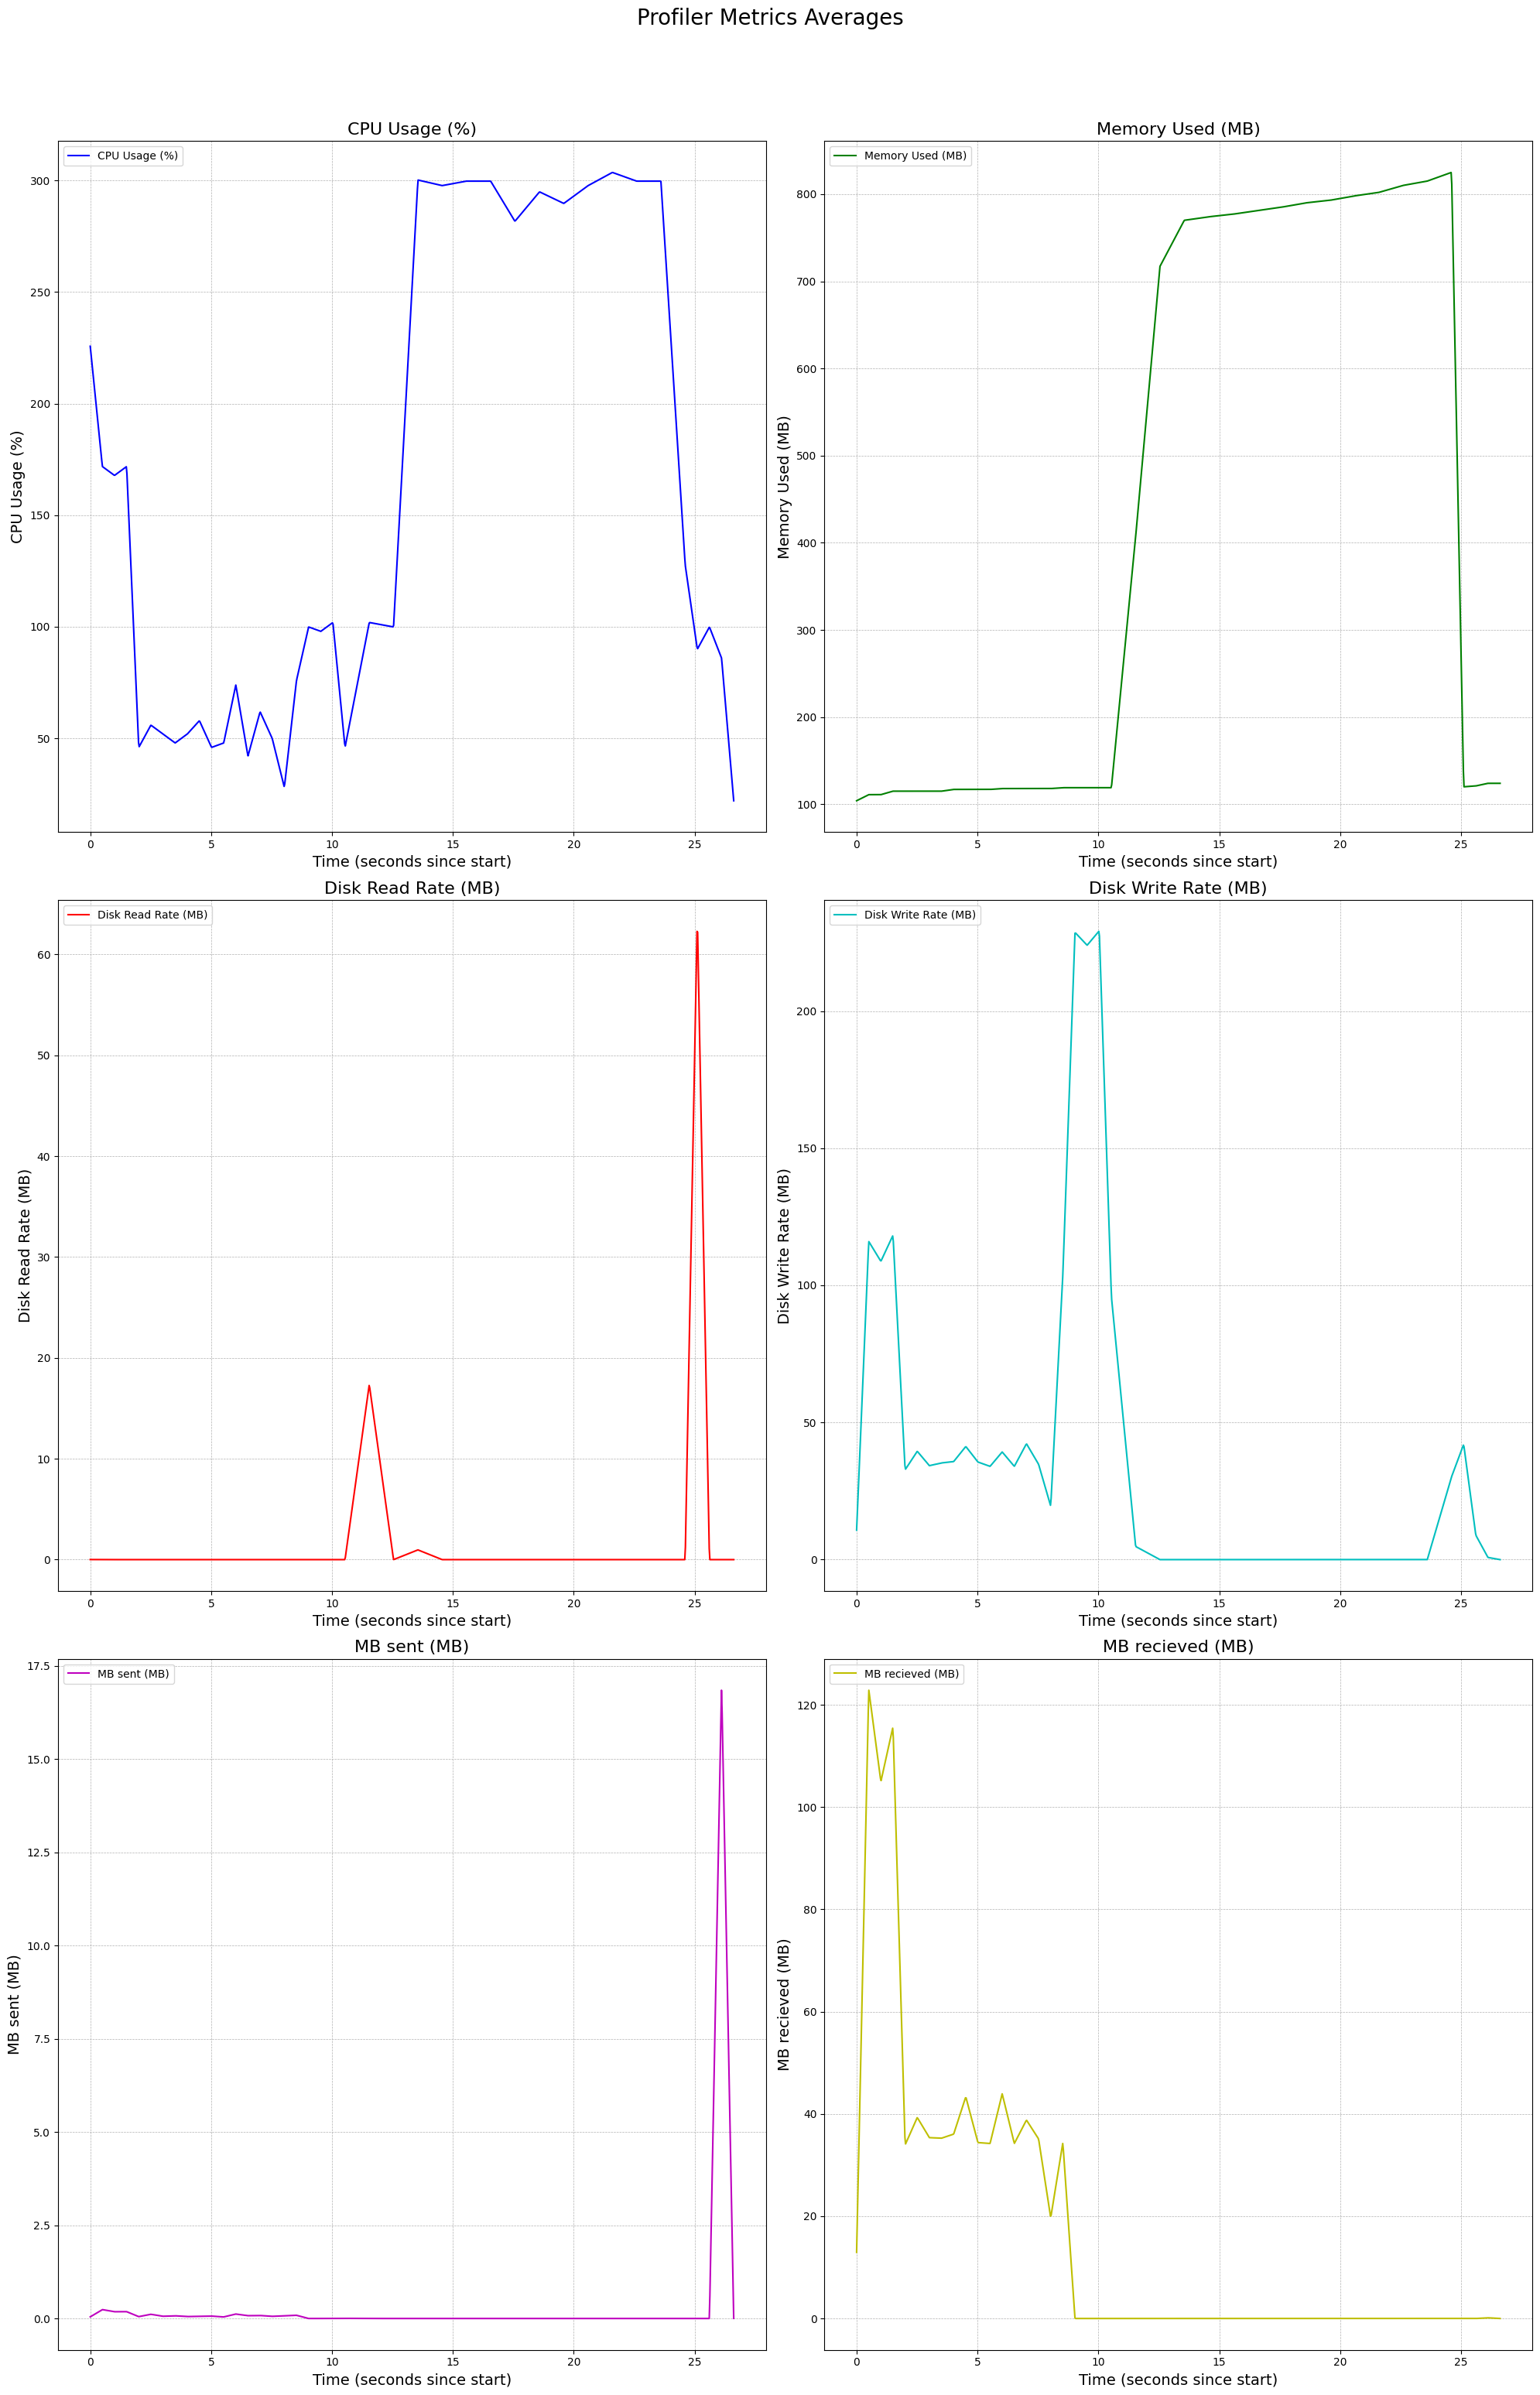 Profiler Metrics Averages
CPU Usage (%)
CPU Usage (%)
CPU Usage (%)
300
250
200
150
100
50
0 5 10 15 20 25
Time (seconds since start)
Memory Used (MB)
Memory Used (MB)
Memory Used (MB)
800
700
600
500
400
300
200
100
0 5 10 15 20 25
Time (seconds since start)
Disk Read Rate (MB)
Disk Read Rate (MB)
Disk Read Rate (MB)
60
50
40
30
20
10
0
0 5 10 15 20 25
Time (seconds since start)
Disk Write Rate (MB)
Disk Write Rate (MB)
Disk Write Rate (MB)
200
150
100
50
0
0 5 10 15 20 25
Time (seconds since start)
MB sent (MB)
MB sent (MB)
MB sent (MB)
17.5
15.0
12.5
10.0
7.5
5.0
2.5
0.0
0 5 10 15 20 25
Time (seconds since start)
MB recieved (MB)
MB recieved (MB)
MB recieved (MB)
120
100
80
60
40
20
0
0 5 10 15 20 25
Time (seconds since start)